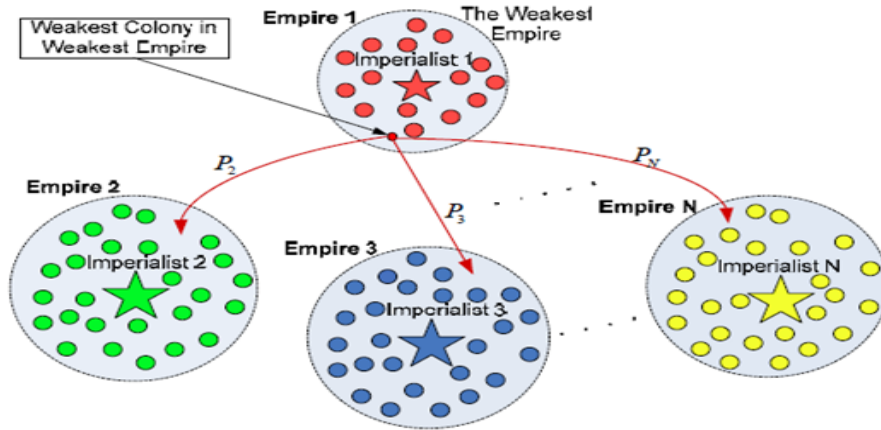 Weakest Colony in
Weakest Empire
Empire 1
The Weakest
Empire
Imperialist 1
P₂
P₃
P_N
Empire 2
Imperialist 2
Empire 3
Imperialist 3
Empire N
Imperialist N